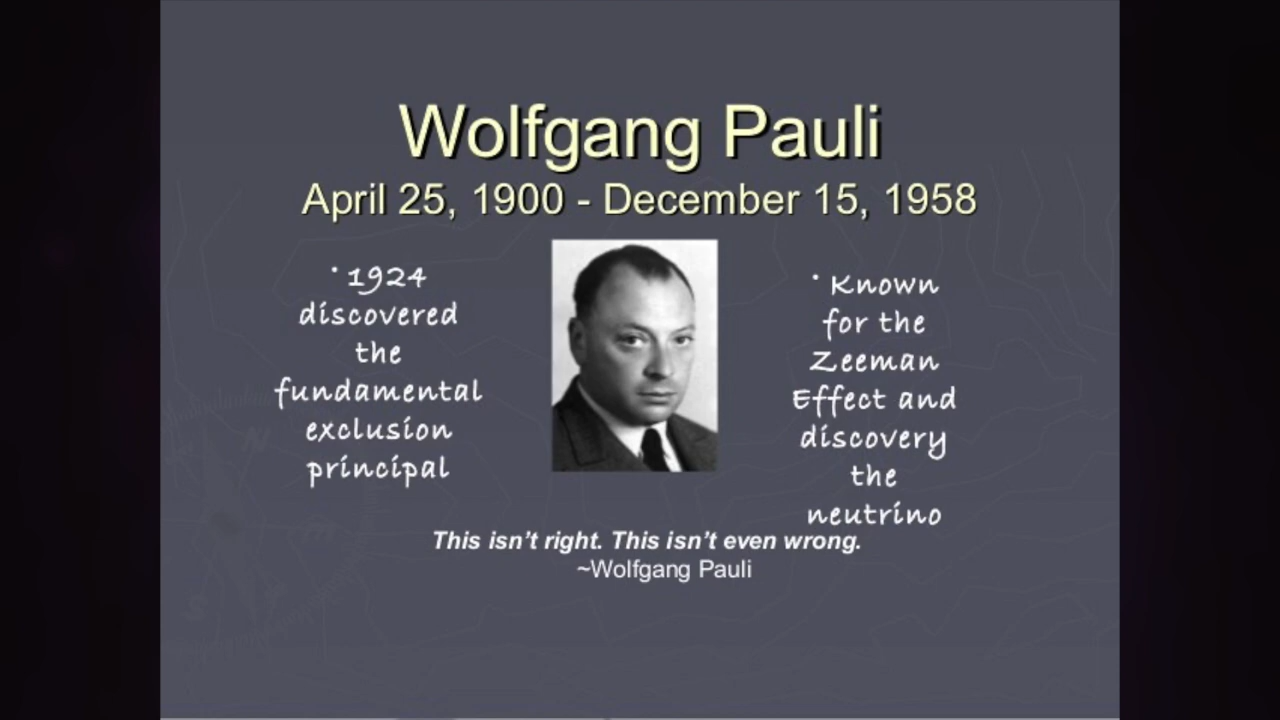 Wolfgang Pauli
April 25, 1900 - December 15, 1958
· 1924
discovered
the
fundamental
exclusion
principal
· Known
for the
Zeeman
Effect and
discovery
the
neutrino
This isn't right. This isn't even wrong.
~Wolfgang Pauli